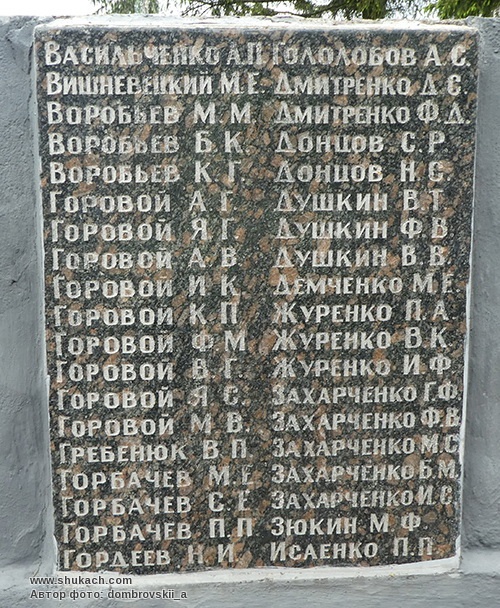 Васильченко А.П. Гололобов А.С.
Вишневецкий М.Е. Дмитренко Д.С.
Воробьев М.М. Дмитренко Ф.Д.
Воробьев Б.К. Донцов С.Р.
Воробьев К.Г. Донцов Н.С.
Горовой А.Г. Душкин В.Т.
Горовой Я.Г. Душкин Ф.В.
Горовой А.В. Душкин В.В.
Горовой И.К. Демченко М.Е.
Горовой К.П. Журенко П.А.
Горовой Ф.М. Журенко В.К.
Горовой В.Г. Журенко И.Ф.
Горовой Я.С. Захарченко Г.Ф.
Горовой М.В. Захарченко Ф.В.
Гребенюк В.П. Захарченко М.С.
Горбачев М.Е. Захарченко Б.М.
Горбачев С.Е. Захарченко И.С.
Горбачев П.П. Зюкин М.Ф.
Гордеев Н.И. Исаенко П.П.
www.shukach.com
Автор фото: dombrovskii_a